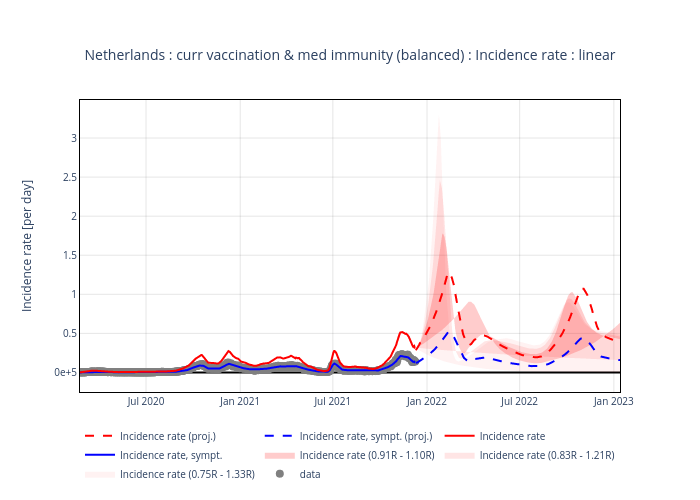 Netherlands : curr vaccination & med immunity (balanced) : Incidence rate : linear
Incidence rate [per day]
3
2.5
2
1.5
1
0.5
0e+5
Jul 2020 Jan 2021 Jul 2021 Jan 2022 Jul 2022 Jan 2023
Incidence rate (proj.) Incidence rate, sympt. (proj.) Incidence rate
Incidence rate, sympt. Incidence rate (0.91R - 1.10R) Incidence rate (0.83R - 1.21R)
Incidence rate (0.75R - 1.33R) data